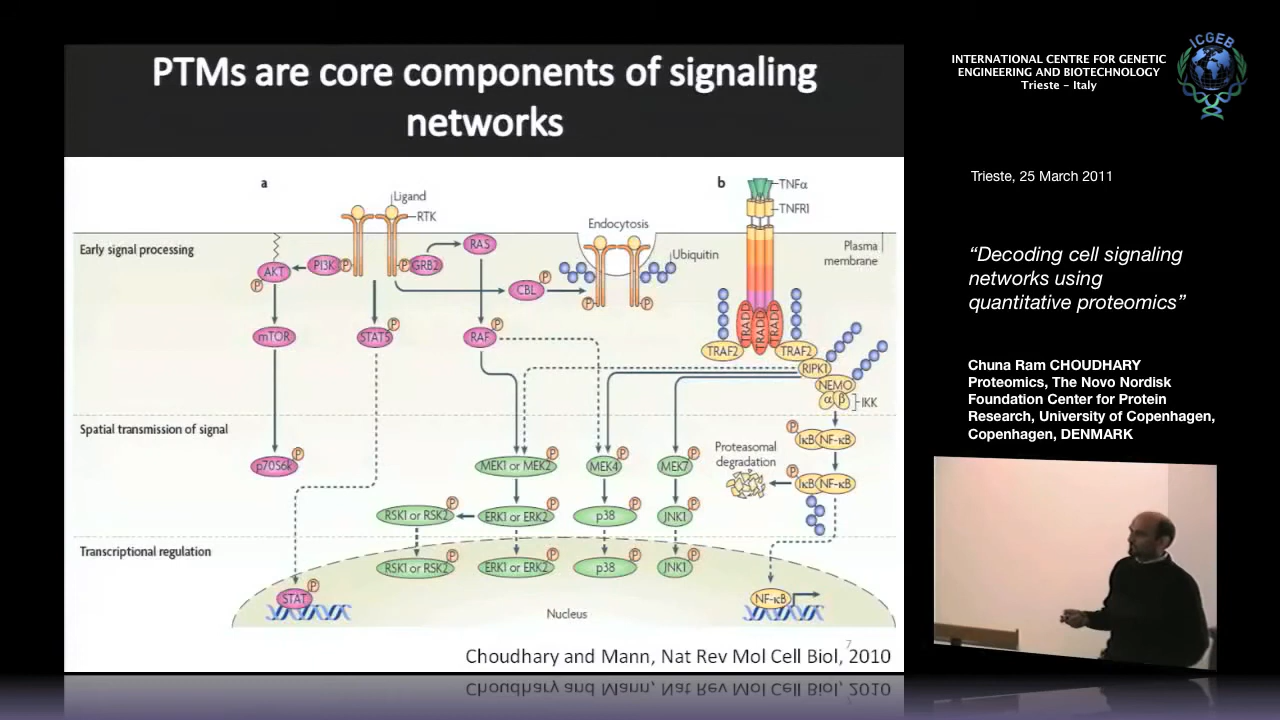 PTMs are core components of signaling
networks
a
Ligand
RTK
Early signal processing
AKT
P
PI3K
P
P
GRB2
RAS
CBL
P
Endocytosis
P
P
Ubiquitin
mTOR
STAT5
P
RAF
P
b
TNFα
TNFR1
Plasma
membrane
TRADD
TRADD
TRADD
TRAF2
TRAF2
RIPK1
NEMO
α
β
IKK
Spatial transmission of signal
p70S6k
P
MEK1 or MEK2
P
MEK4
P
MEK7
P
Proteasomal
degradation
P
IκB
NF-κB
P
IκB
NF-κB
RSK1 or RSK2
P
ERK1 or ERK2
P
p38
P
JNK1
P
Transcriptional regulation
RSK1 or RSK2
P
ERK1 or ERK2
P
p38
P
JNK1
P
STAT
P
Nucleus
NF-κB
7
Choudhary and Mann, Nat Rev Mol Cell Biol, 2010
INTERNATIONAL CENTRE FOR GENETIC
ENGINEERING AND BIOTECHNOLOGY
Trieste - Italy
ICGEB
Trieste, 25 March 2011
“Decoding cell signaling
networks using
quantitative proteomics”
Chuna Ram CHOUDHARY
Proteomics, The Novo Nordisk
Foundation Center for Protein
Research, University of Copenhagen,
Copenhagen, DENMARK